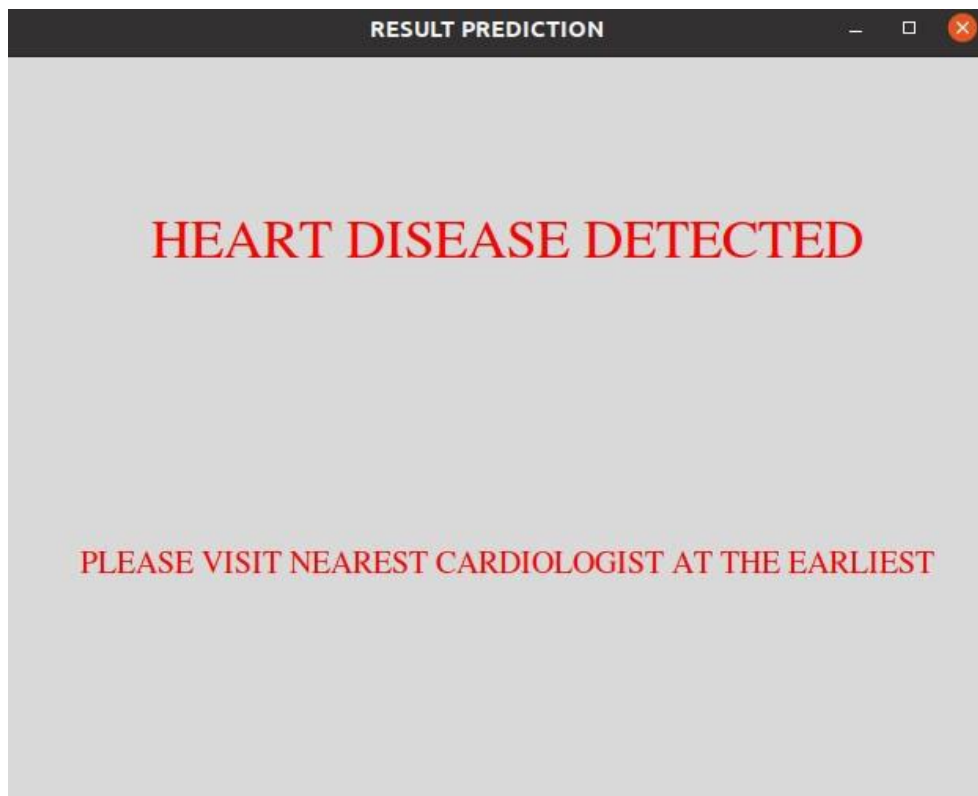 RESULT PREDICTION
HEART DISEASE DETECTED
PLEASE VISIT NEAREST CARDIOLOGIST AT THE EARLIEST